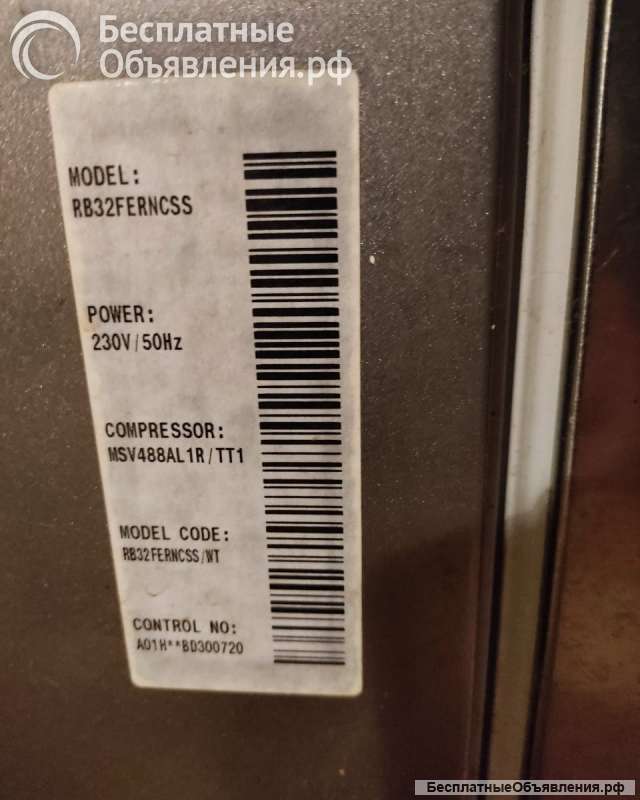 Бесплатные
Объявления.рф
MODEL:
RB32FERNCSS
POWER:
230V/50Hz
COMPRESSOR:
MSV488AL1R/TT1
MODEL CODE:
RB32FERNCSS/WT
CONTROL NO:
A01H**BD300720
БесплатныеОбъявления.рф